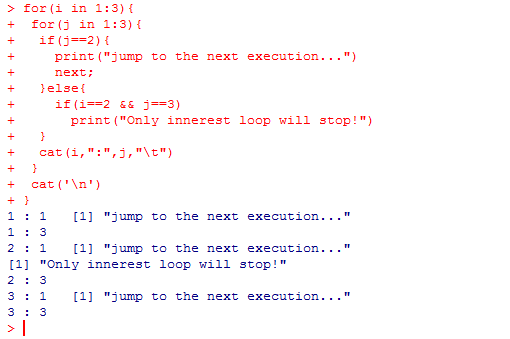 > for(i in 1:3){
+  for(j in 1:3){
+   if(j==2){
+     print("jump to the next execution...")
+     next;
+   }else{
+     if(i==2 && j==3)
+       print("Only innerest loop will stop!")
+   }
+   cat(i,":",j,"\t")
+  }
+  cat('\n')
+ }
1 : 1   [1] "jump to the next execution..."
1 : 3
2 : 1   [1] "jump to the next execution..."
[1] "Only innerest loop will stop!"
2 : 3
3 : 1   [1] "jump to the next execution..."
3 : 3
>